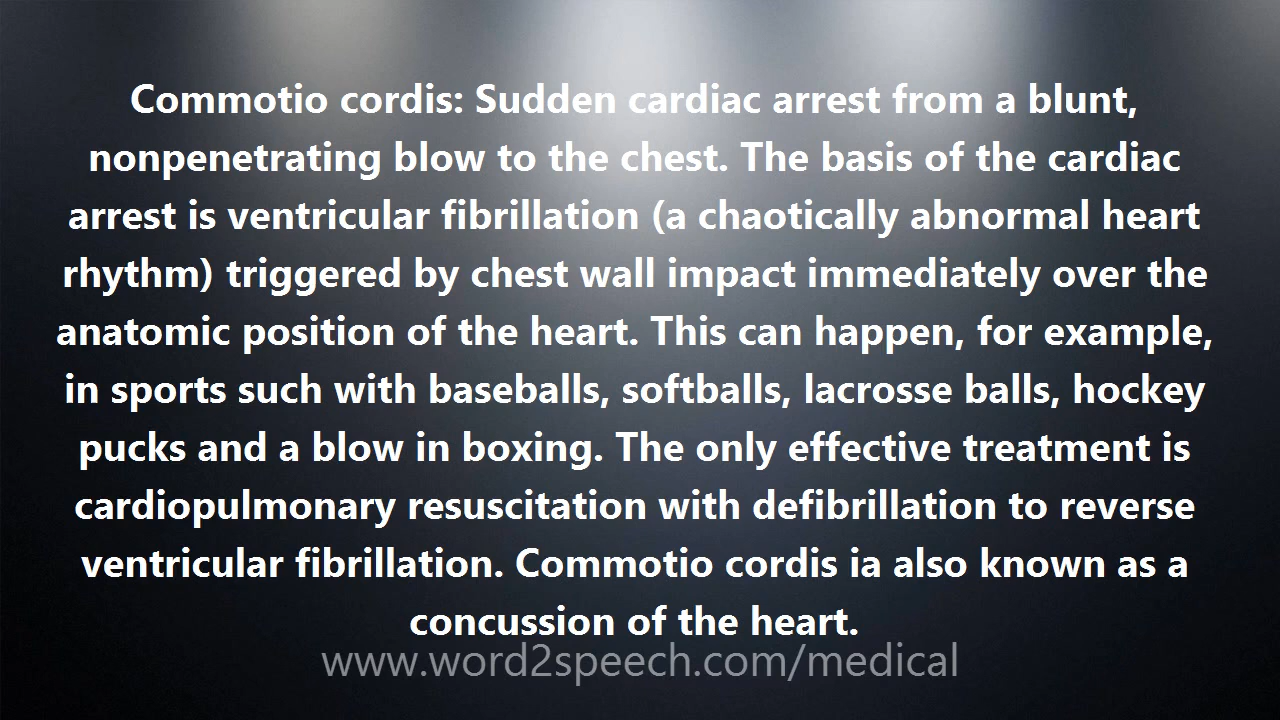 Commotio cordis: Sudden cardiac arrest from a blunt,
nonpenetrating blow to the chest. The basis of the cardiac
arrest is ventricular fibrillation (a chaotically abnormal heart
rhythm) triggered by chest wall impact immediately over the
anatomic position of the heart. This can happen, for example,
in sports such with baseballs, softballs, lacrosse balls, hockey
pucks and a blow in boxing. The only effective treatment is
cardiopulmonary resuscitation with defibrillation to reverse
ventricular fibrillation. Commotio cordis ia also known as a
concussion of the heart.
www.word2speech.com/medical